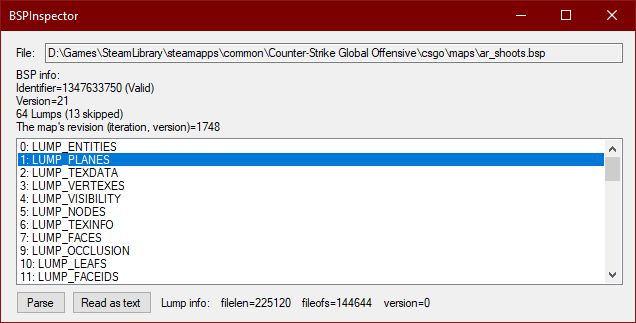 BSPInspector
File: D:\Games\SteamLibrary\steamapps\common\Counter-Strike Global Offensive\csgo\maps\ar_shoots.bsp
BSP info:
Identifier=1347633750 (Valid)
Version=21
64 Lumps (13 skipped)
The map's revision (iteration, version)=1748
0: LUMP_ENTITIES
1: LUMP_PLANES
2: LUMP_TEXDATA
3: LUMP_VERTEXES
4: LUMP_VISIBILITY
5: LUMP_NODES
6: LUMP_TEXINFO
7: LUMP_FACES
9: LUMP_OCCLUSION
10: LUMP_LEAFS
11: LUMP_FACEIDS
Parse Read as text Lump info: filelen=225120 fileofs=144644 version=0